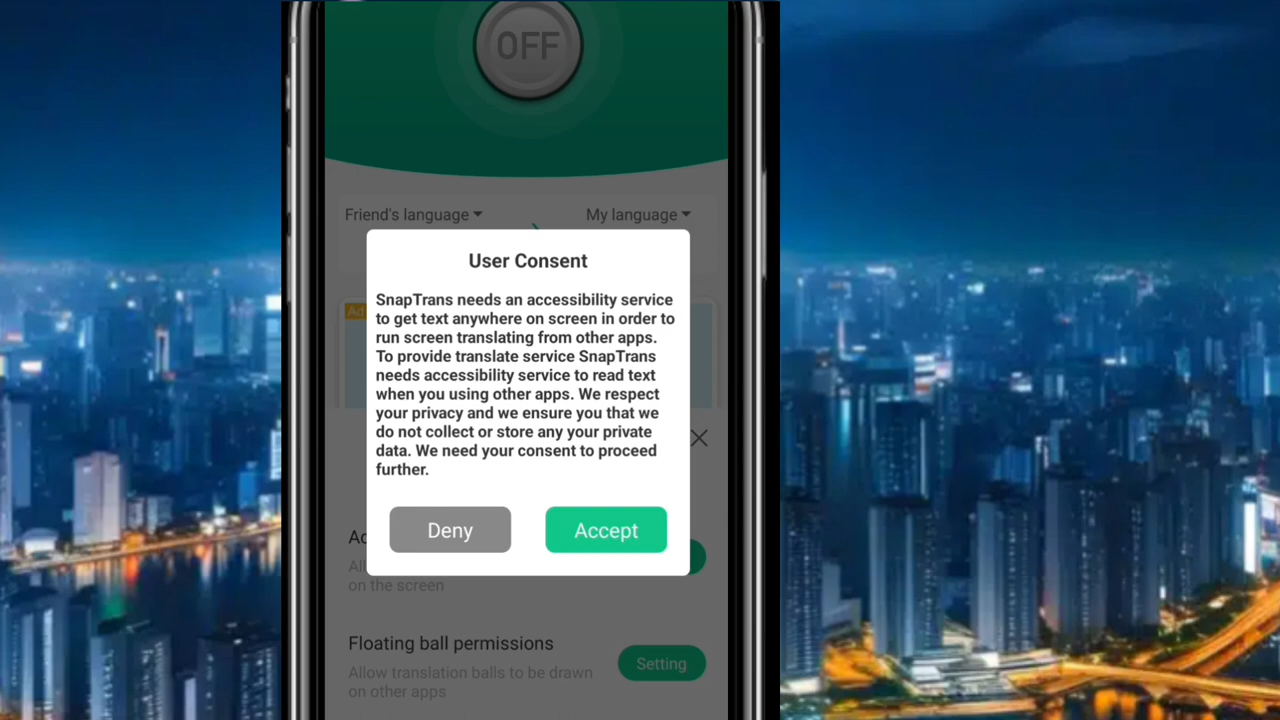 OFF
Friend's language
My language
Ad
User Consent
SnapTrans needs an accessibility service
to get text anywhere on screen in order to
run screen translating from other apps.
To provide translate service SnapTrans
needs accessibility service to read text
when you using other apps. We respect
your privacy and we ensure you that we
do not collect or store any your private
data. We need your consent to proceed
further.
Deny
Accept
on the screen
Floating ball permissions
Setting
Allow translation balls to be drawn
on other apps